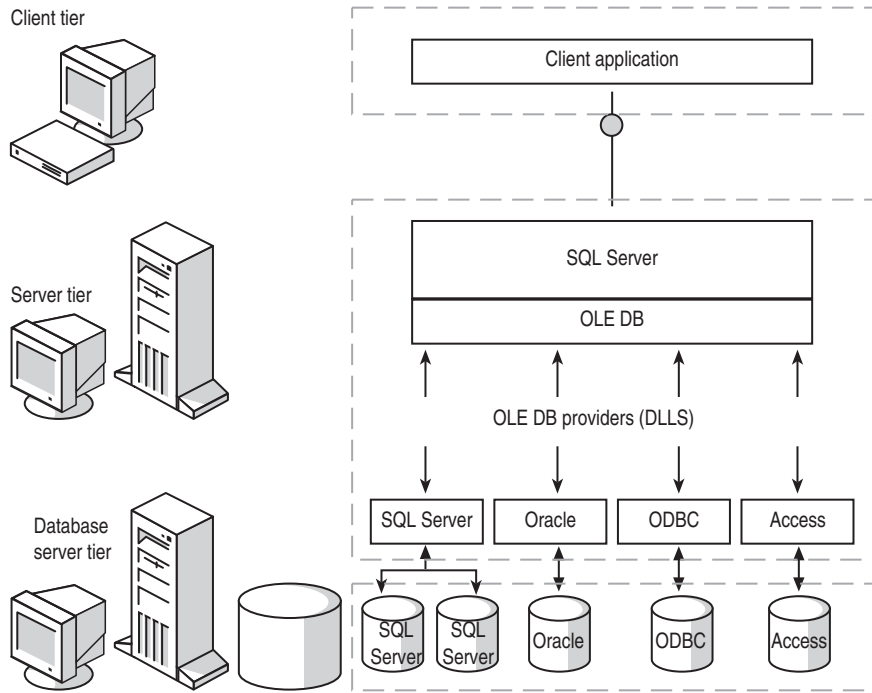 Client tier
Client application
SQL Server
Server tier
OLE DB
OLE DB providers (DLLS)
SQL Server
Oracle
ODBC
Access
Database
server tier
SQL
Server
SQL
Server
Oracle
ODBC
Access